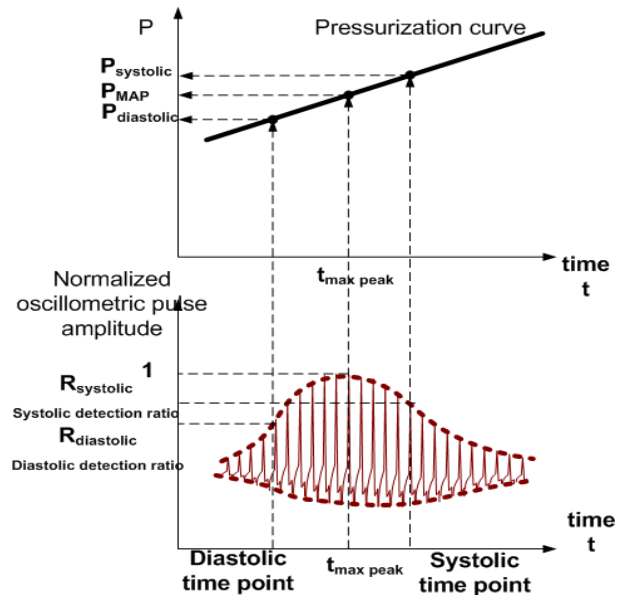 P
Pressurization curve
Psystolic
PMAP
Pdiastolic
tmax peak
time
t
Normalized
oscillometric pulse
amplitude
1
Rsystolic
Systolic detection ratio
Rdiastolic
Diastolic detection ratio
time
t
Diastolic
time point
tmax peak
Systolic
time point